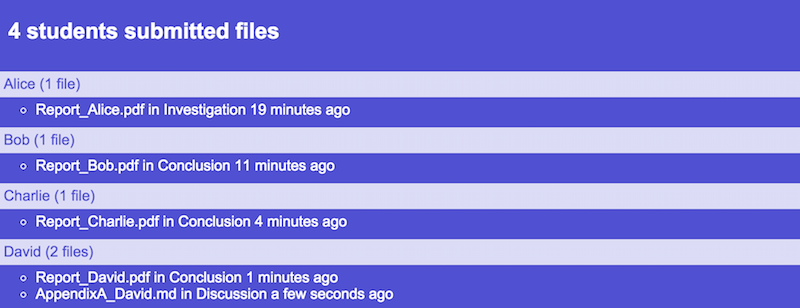 4 students submitted files
Alice (1 file)
Report_Alice.pdf in Investigation 19 minutes ago
Bob (1 file)
Report_Bob.pdf in Conclusion 11 minutes ago
Charlie (1 file)
Report_Charlie.pdf in Conclusion 4 minutes ago
David (2 files)
Report_David.pdf in Conclusion 1 minutes ago
AppendixA_David.md in Discussion a few seconds ago